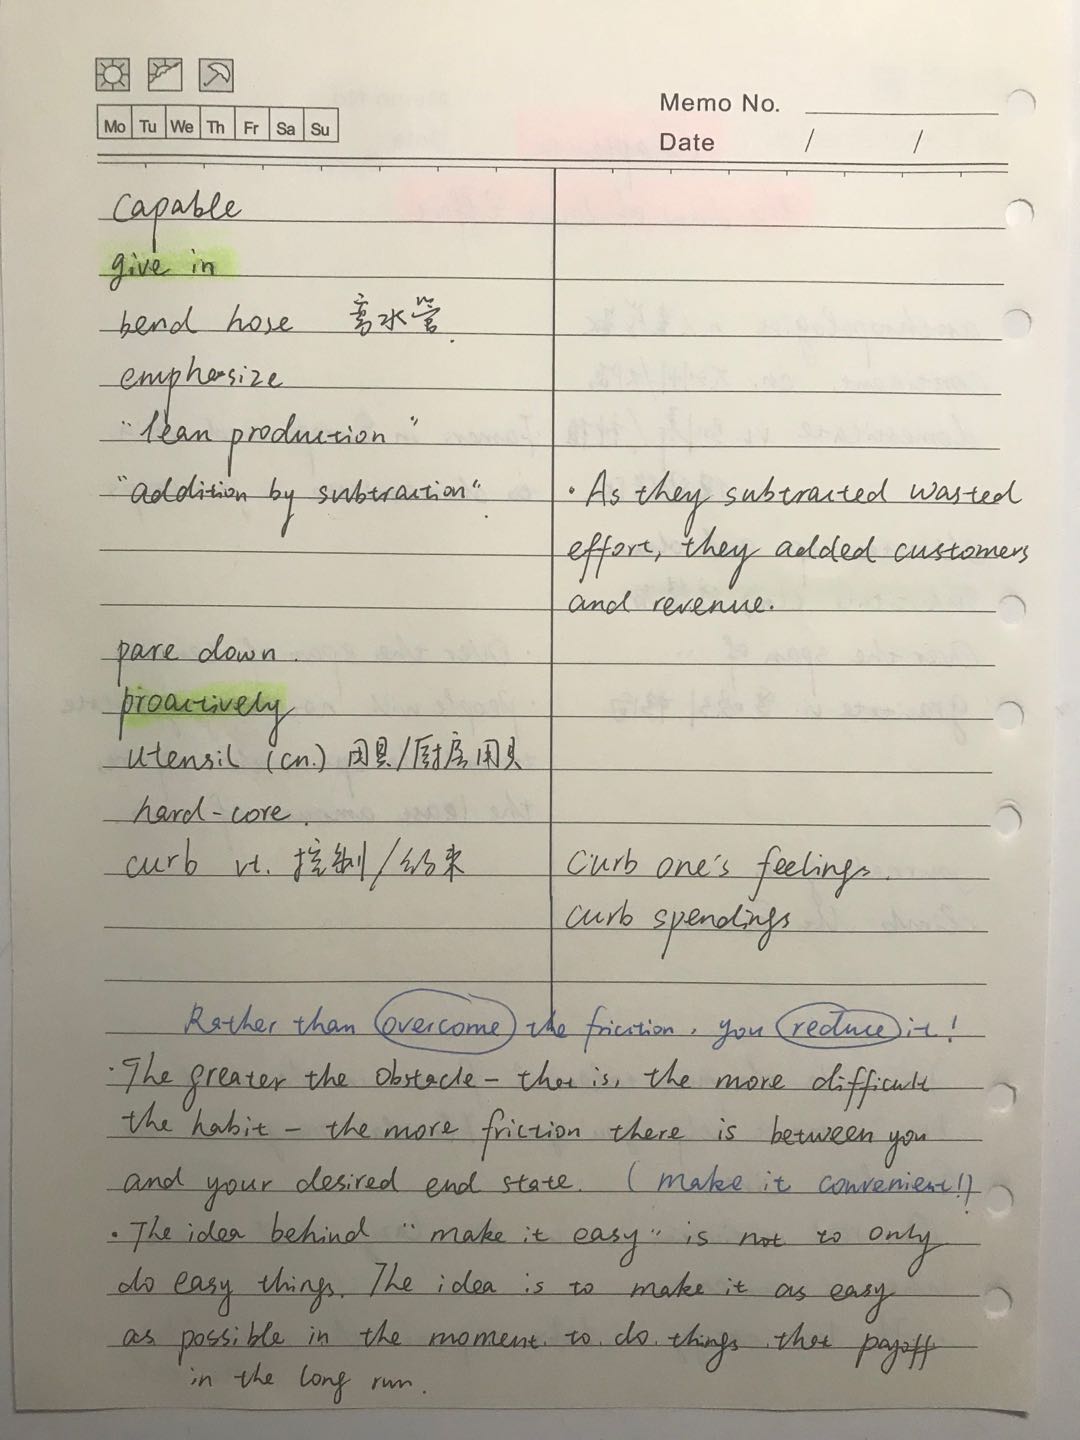 Memo No.
Mo Tu We Th Fr Sa Su
Date / /
capable
give in
bend hose 弯水管.
emphasize
"lean production"
"addition by subtraction".
· As they subtracted wasted
effort, they added customers
and revenue.
pare down.
proactively
utensil (cn.) 用具/厨房用具
hard-core.
curb vt. 控制/约束
Curb one's feelings.
curb spendings
Rather than overcome the friction, you reduce it!
· The greater the obstacle - that is, the more difficult
the habit - the more friction there is between you
and your desired end state. (make it convenient!)
· The idea behind "make it easy" is not to only
do easy things. The idea is to make it as easy
as possible in the moment to do things that payoff
in the long run.